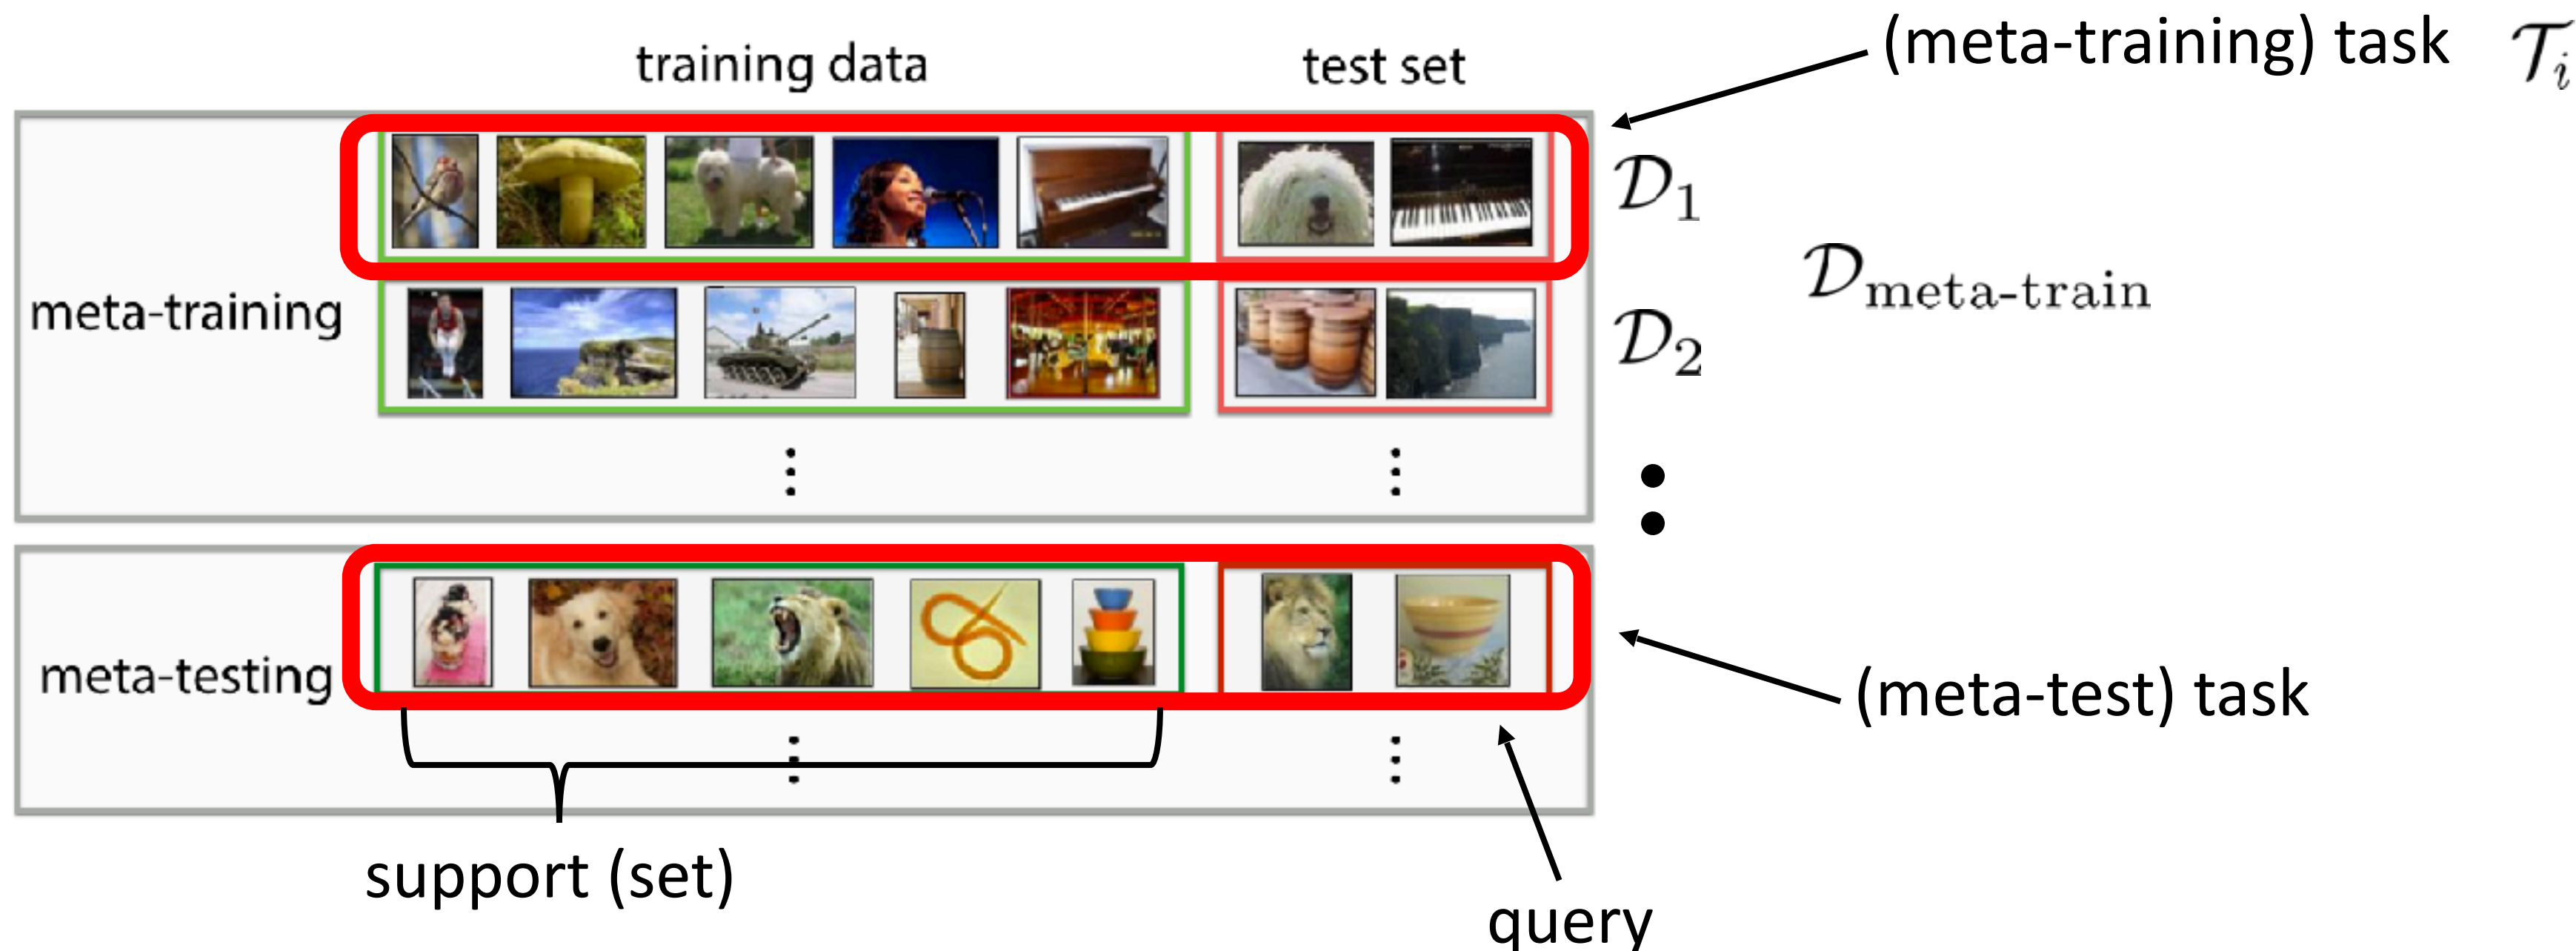 (meta-training) task 𝒯ᵢ
training data
test set
𝒟₁
𝒟meta-train
meta-training
𝒟₂
meta-testing
(meta-test) task
support (set)
query